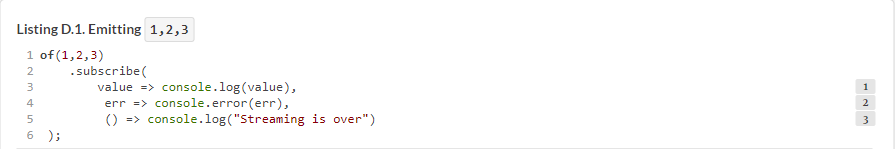 Listing D.1. Emitting 1,2,3
1 of(1,2,3)
2     .subscribe(
3         value => console.log(value), 1
4          err => console.error(err), 2
5          () => console.log("Streaming is over") 3
6  );